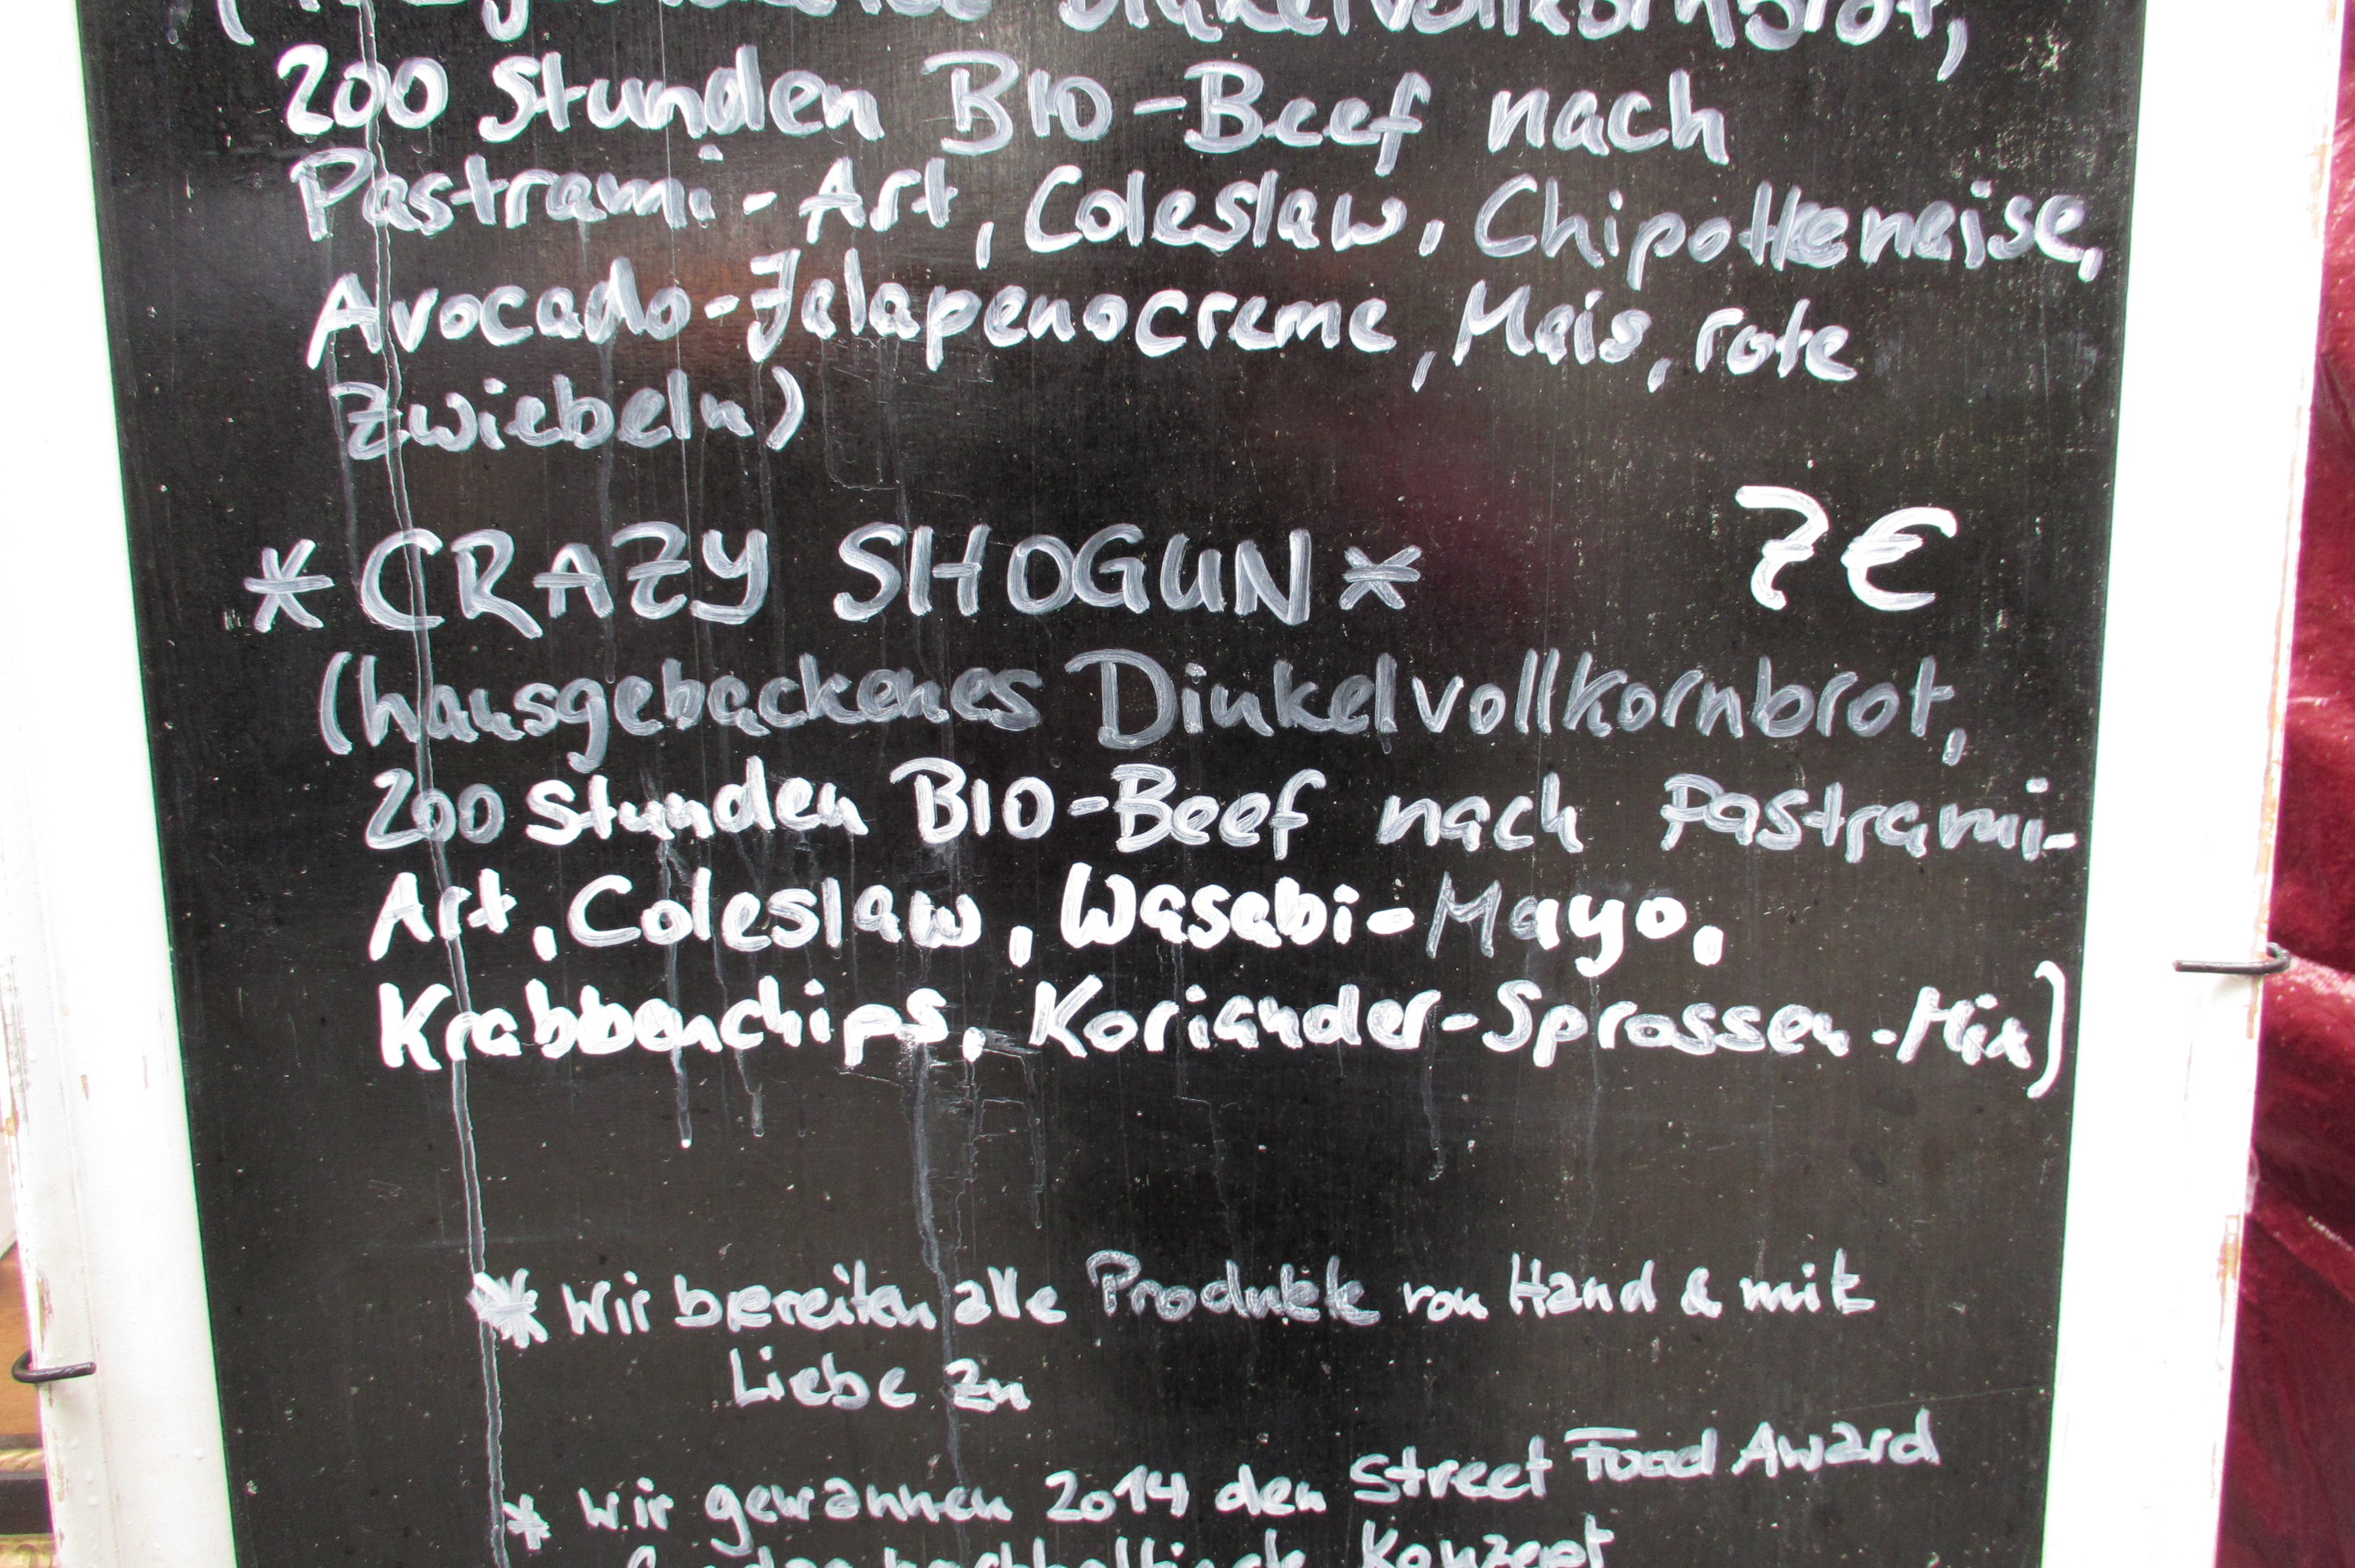 Dinkelvollkornbrot,
200 Stunden BIO-Beef nach
Pastrami-Art, Coleslaw, Chipotleneise,
Avocado-Jalapenocreme, Mais, rote
Zwiebeln)
*CRAZY SHOGUN* 7€
(hausgebackenes Dinkelvollkornbrot,
200 Stunden BIO-Beef nach Pastrami-
Art, Coleslaw, Wasabi-Mayo,
Krabbenchips, Koriander-Sprossen-Mix)
* Wir bereiten alle Produkte von Hand & mit
Liebe zu
* Wir gewannen 2014 den Street Food Award
Konzept